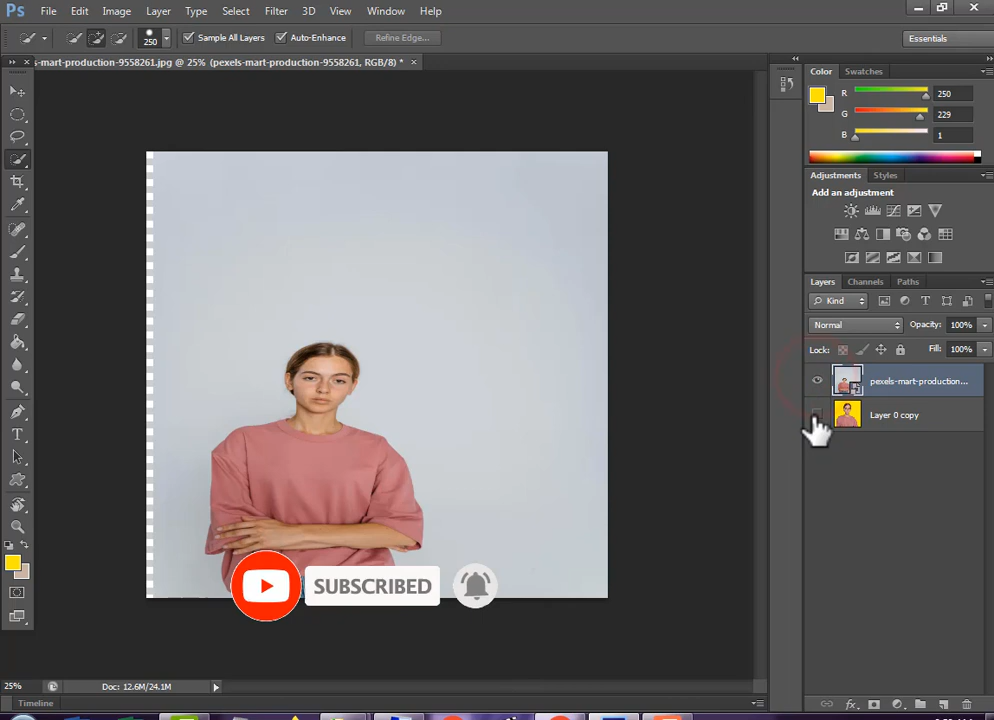 Ps File Edit Image Layer Type Select Filter 3D View Window Help
250 Sample All Layers Auto-Enhance Refine Edge... Essentials
s-mart-production-9558261.jpg @ 25% (pexels-mart-production-9558261, RGB/8) *
Color Swatches
R 250
G 229
B 1
Adjustments Styles
Add an adjustment
Layers Channels Paths
Kind
Normal Opacity: 100%
Lock: Fill: 100%
pexels-mart-production...
Layer 0 copy
SUBSCRIBED
25% Doc: 12.6M/24.1M
Timeline